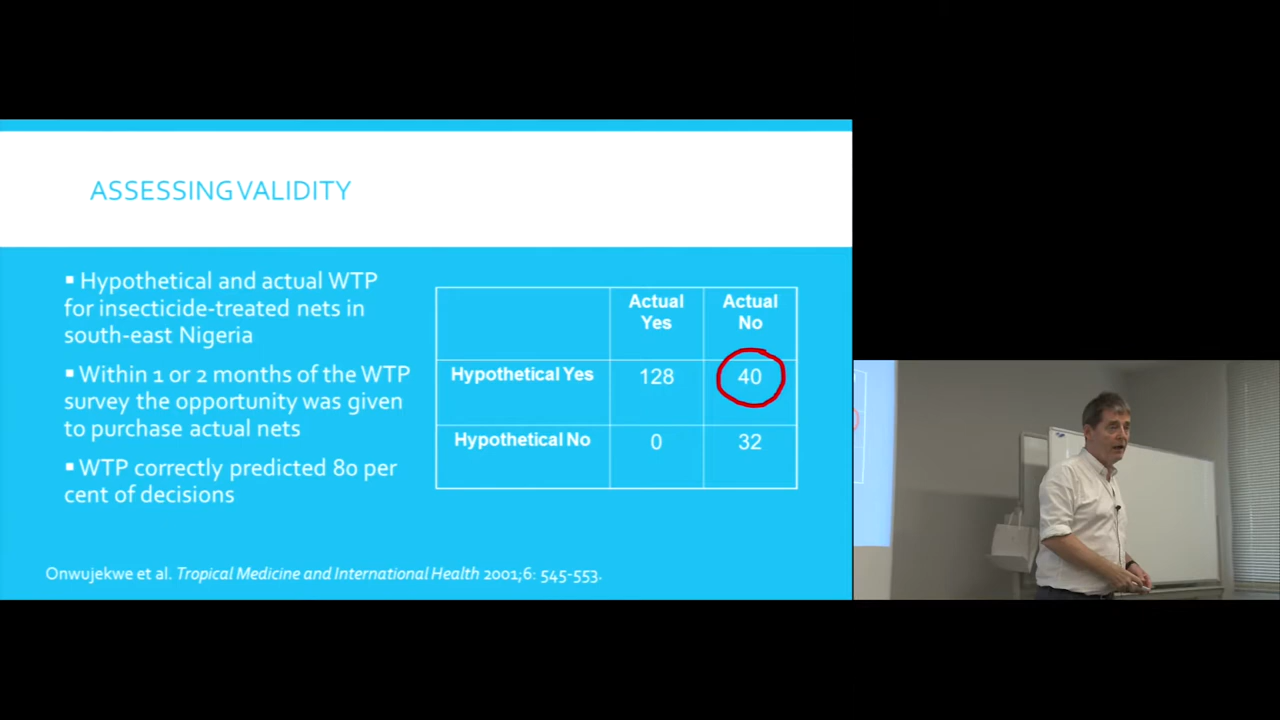 ASSESSING VALIDITY
▪ Hypothetical and actual WTP
for insecticide-treated nets in
south-east Nigeria
▪ Within 1 or 2 months of the WTP
survey the opportunity was given
to purchase actual nets
▪ WTP correctly predicted 80 per
cent of decisions
Actual Yes Actual No
Hypothetical Yes 128 40
Hypothetical No 0 32
Onwujekwe et al. Tropical Medicine and International Health 2001;6: 545-553.